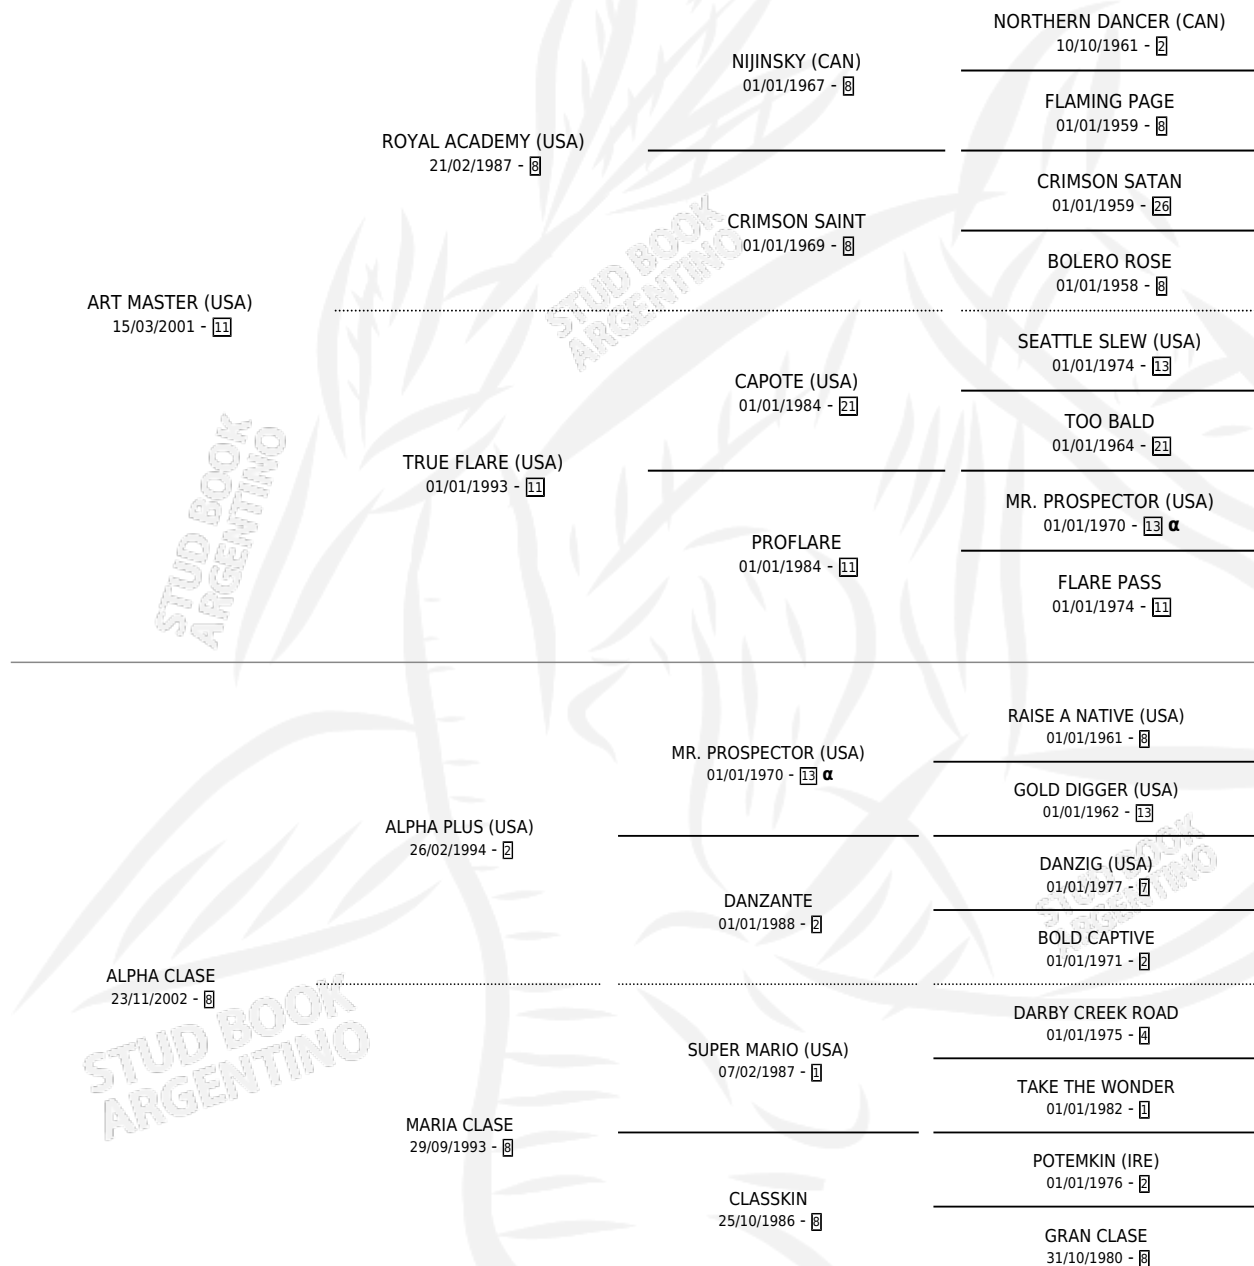 NORTHERN DANCER (CAN)
10/10/1961 - 2
NIJINSKY (CAN)
01/01/1967 - 8
FLAMING PAGE
01/01/1959 - 8
ROYAL ACADEMY (USA)
21/02/1987 - 8
CRIMSON SATAN
01/01/1959 - 26
CRIMSON SAINT
01/01/1969 - 8
BOLERO ROSE
01/01/1958 - 8
STUD BOOK
ARGENTINO
ART MASTER (USA)
15/03/2001 - 11
SEATTLE SLEW (USA)
01/01/1974 - 13
CAPOTE (USA)
01/01/1984 - 21
TOO BALD
01/01/1964 - 21
TRUE FLARE (USA)
01/01/1993 - 11
MR. PROSPECTOR (USA)
01/01/1970 - 13 α
PROFLARE
01/01/1984 - 11
FLARE PASS
01/01/1974 - 11
STUD BOOK
ARGENTINO
RAISE A NATIVE (USA)
01/01/1961 - 8
MR. PROSPECTOR (USA)
01/01/1970 - 13 α
GOLD DIGGER (USA)
01/01/1962 - 13
ALPHA PLUS (USA)
26/02/1994 - 2
DANZIG (USA)
01/01/1977 - 7
STUD BOOK
ARGENTINO
DANZANTE
01/01/1988 - 2
BOLD CAPTIVE
01/01/1971 - 2
ALPHA CLASE
23/11/2002 - 8
DARBY CREEK ROAD
01/01/1975 - 4
SUPER MARIO (USA)
07/02/1987 - 1
TAKE THE WONDER
01/01/1982 - 1
STUD BOOK
ARGENTINO
MARIA CLASE
29/09/1993 - 8
POTEMKIN (IRE)
01/01/1976 - 2
CLASSKIN
25/10/1986 - 8
GRAN CLASE
31/10/1980 - 8